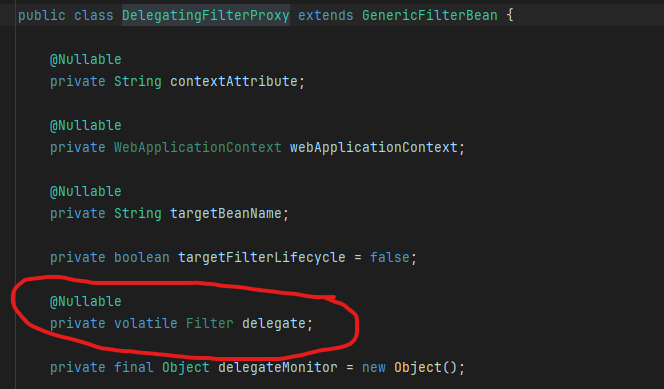 public class DelegatingFilterProxy extends GenericFilterBean {
@Nullable
private String contextAttribute;
@Nullable
private WebApplicationContext webApplicationContext;
@Nullable
private String targetBeanName;
private boolean targetFilterLifecycle = false;
@Nullable
private volatile Filter delegate;
private final Object delegateMonitor = new Object();